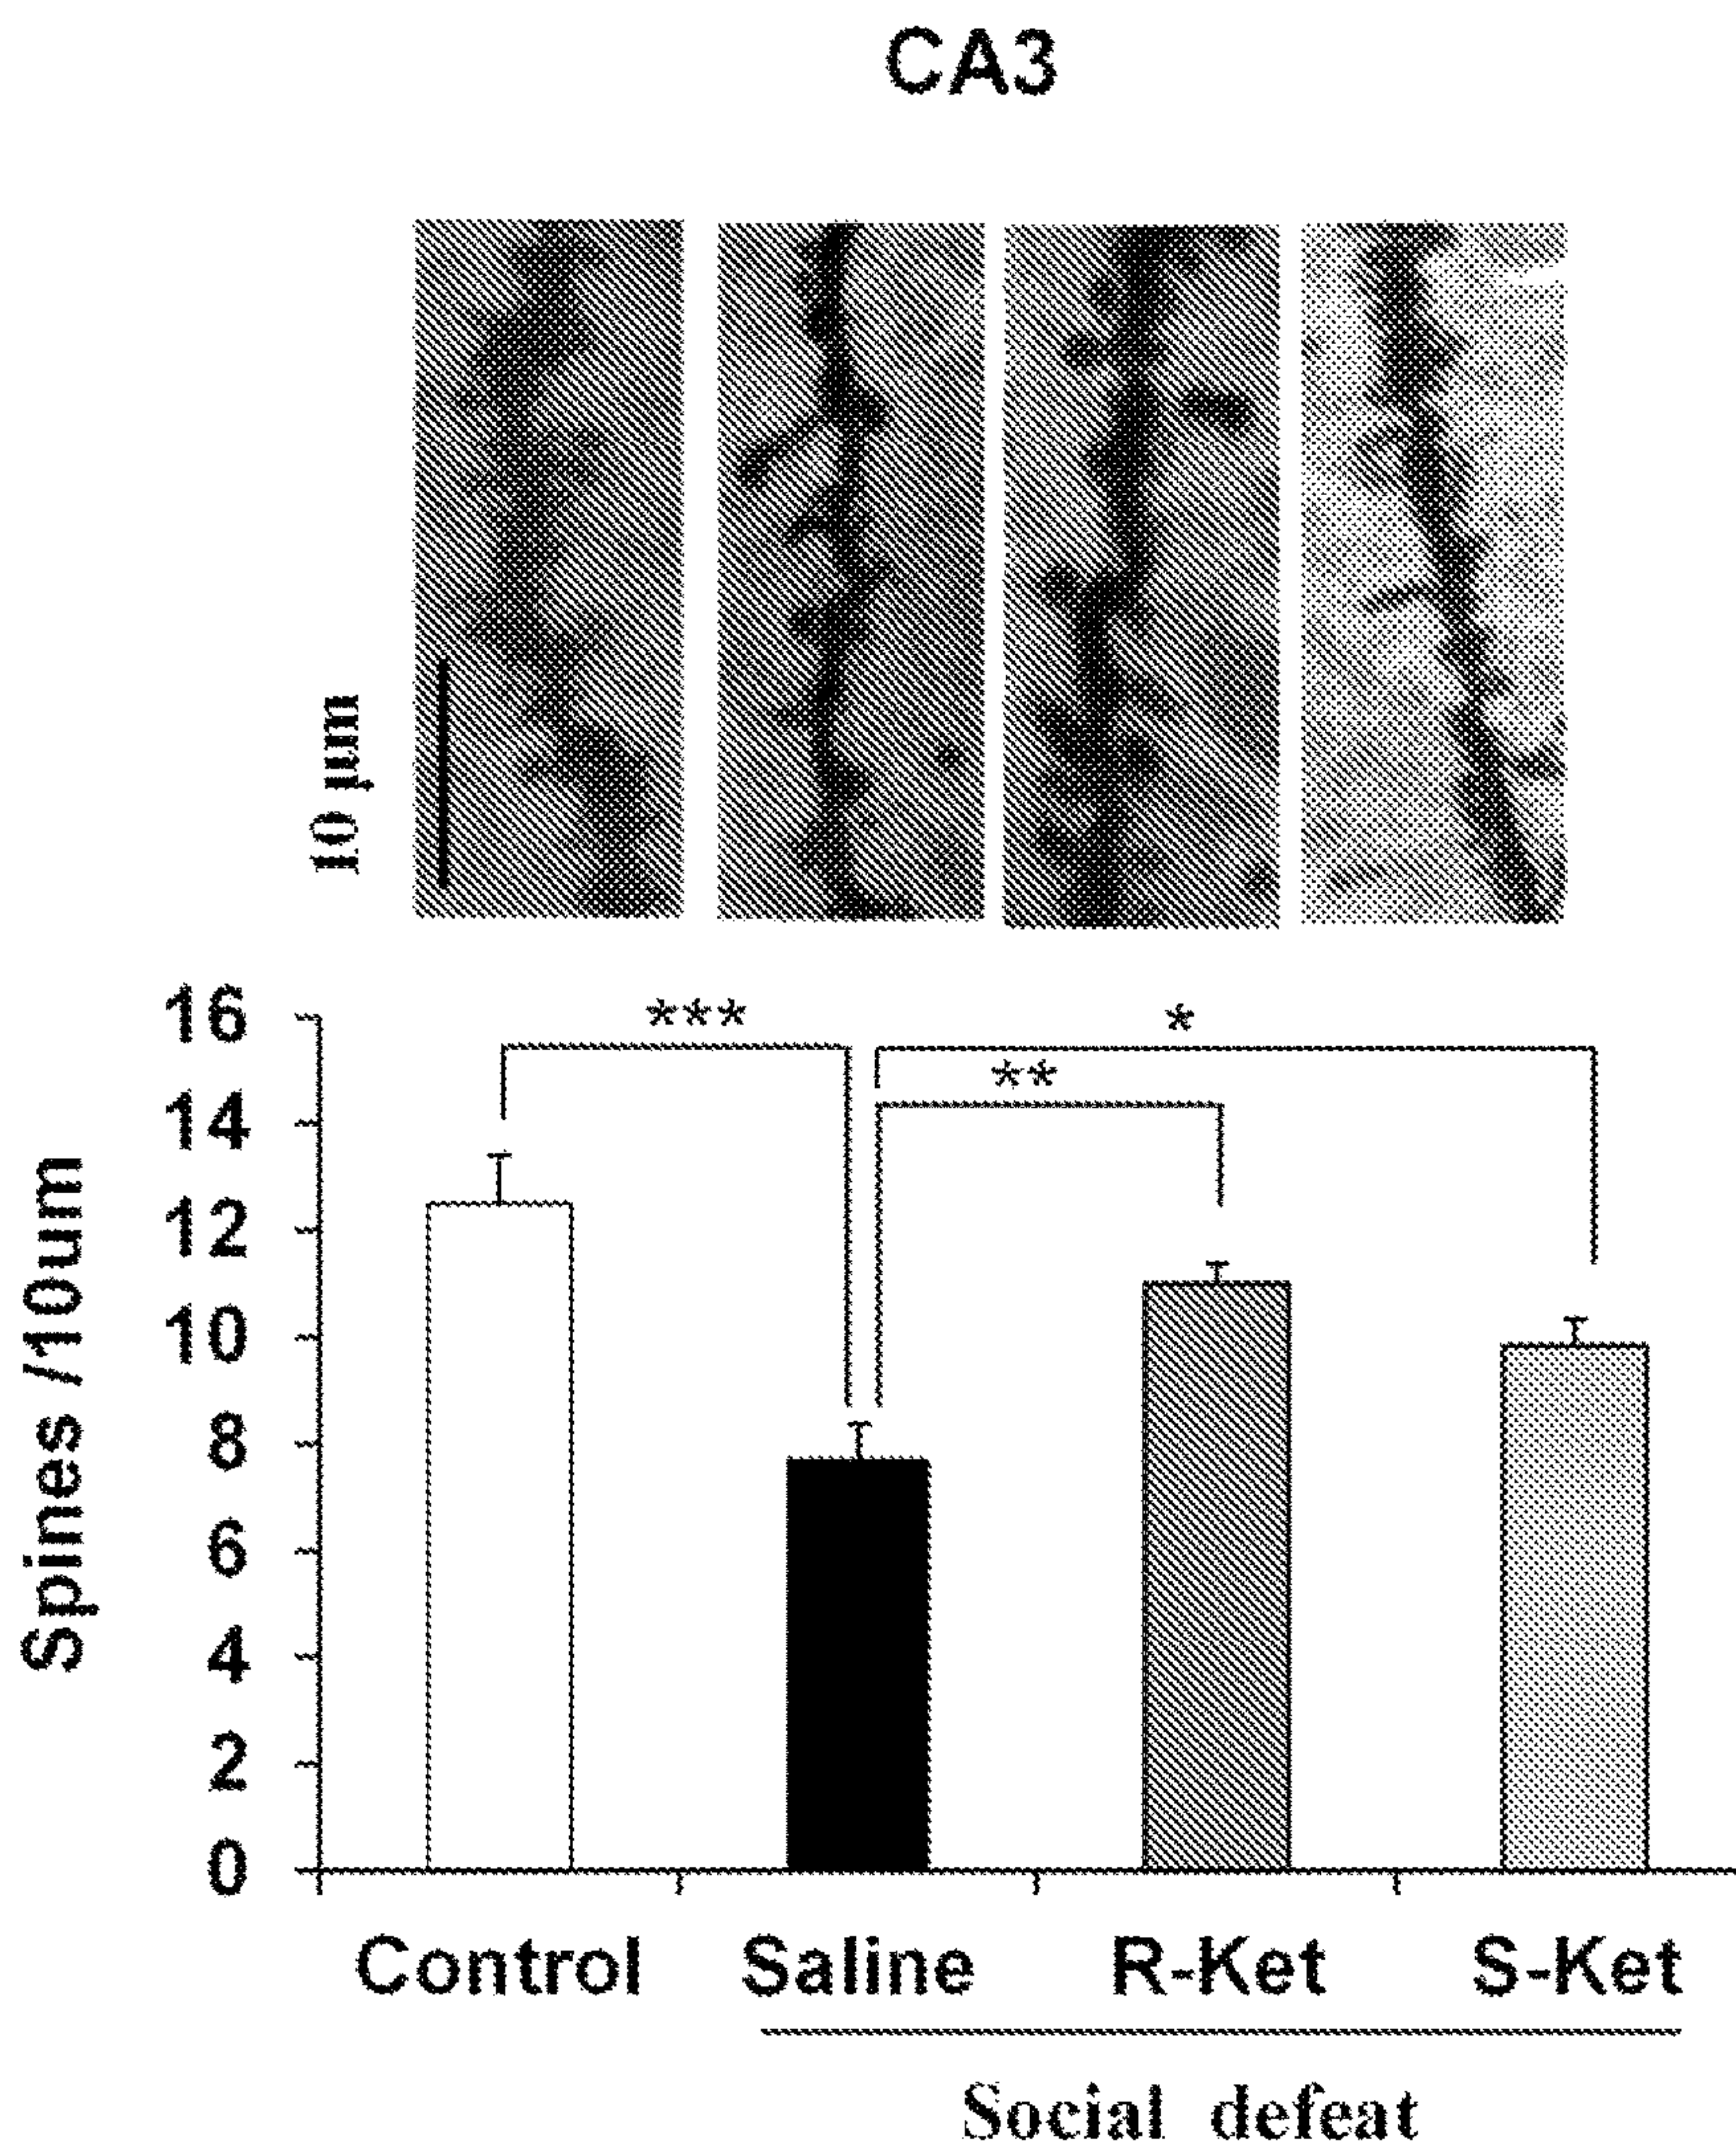 CA3
10 μm
***
*
**
Spines /10um
16
14
12
10
8
6
4
2
0
Control Saline R-Ket S-Ket
Social defeat